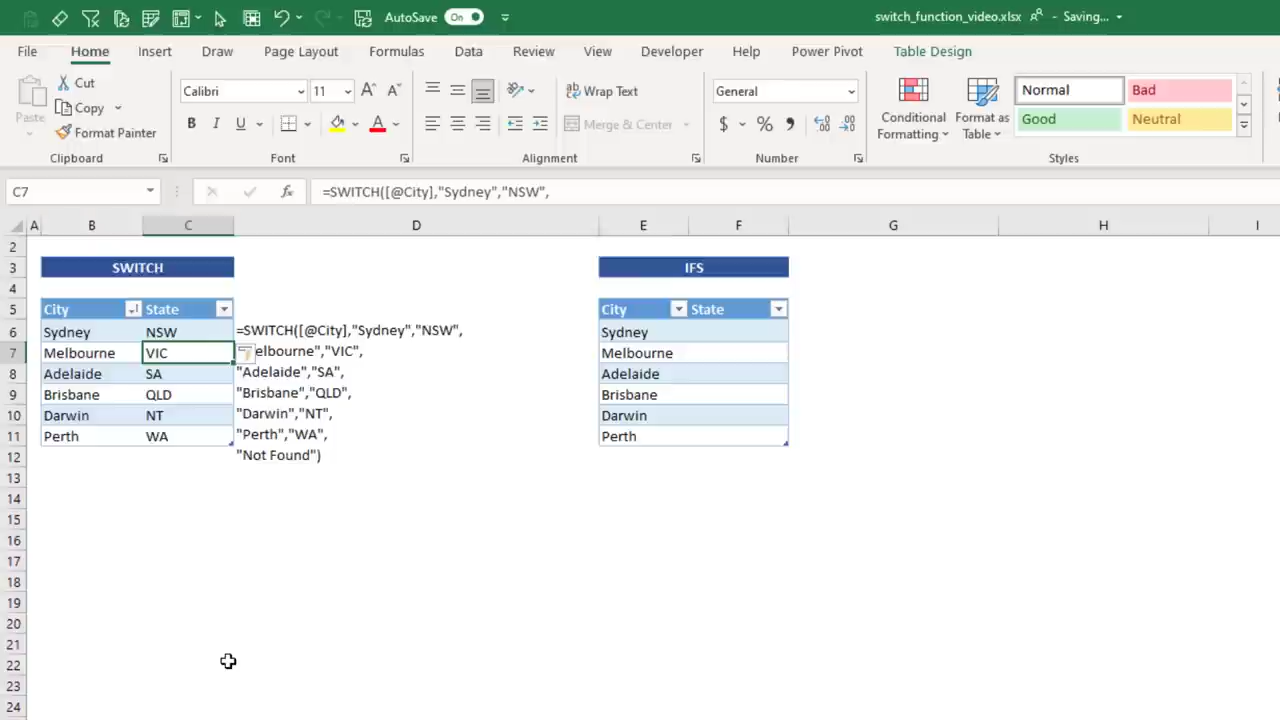 AutoSave On
switch_function_video.xlsx - Saving...
File Home Insert Draw Page Layout Formulas Data Review View Developer Help Power Pivot Table Design
Paste
Cut
Copy
Format Painter
Clipboard
Calibri 11
B I U
Font
Wrap Text
Merge & Center
Alignment
General
$ % 9
Number
Conditional Formatting
Format as Table
Normal Bad
Good Neutral
Styles
C7 fx =SWITCH([@City],"Sydney","NSW",
A B C D E F G H I
2
3 SWITCH IFS
4
5 City State City State
6 Sydney NSW =SWITCH([@City],"Sydney","NSW", Sydney
7 Melbourne VIC elbourne","VIC", Melbourne
8 Adelaide SA "Adelaide","SA", Adelaide
9 Brisbane QLD "Brisbane","QLD", Brisbane
10 Darwin NT "Darwin","NT", Darwin
11 Perth WA "Perth","WA", Perth
12 "Not Found")
13
14
15
16
17
18
19
20
21
22
23
24